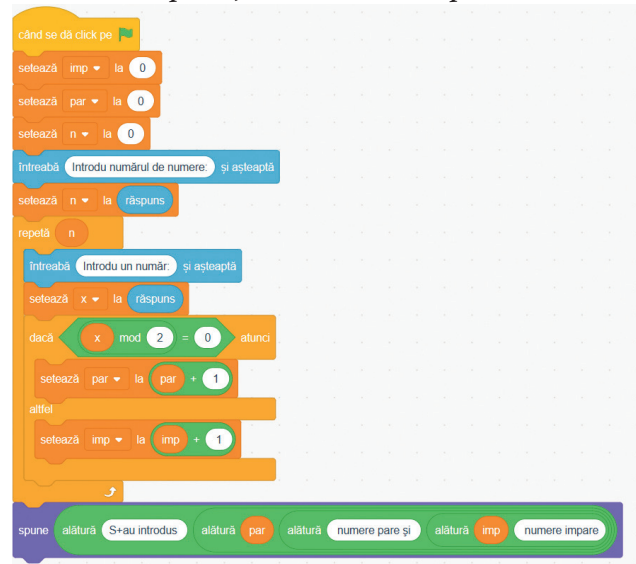 când se dă click pe
setează imp la 0
setează par la 0
setează n la 0
întreabă Introdu numărul de numere: și așteaptă
setează n la răspuns
repetă n
întreabă Introdu un număr: și așteaptă
setează x la răspuns
dacă x mod 2 = 0 atunci
setează par la par + 1
altfel
setează imp la imp + 1
spune alătură S+au introdus alătură par alătură numere pare și alătură imp numere impare